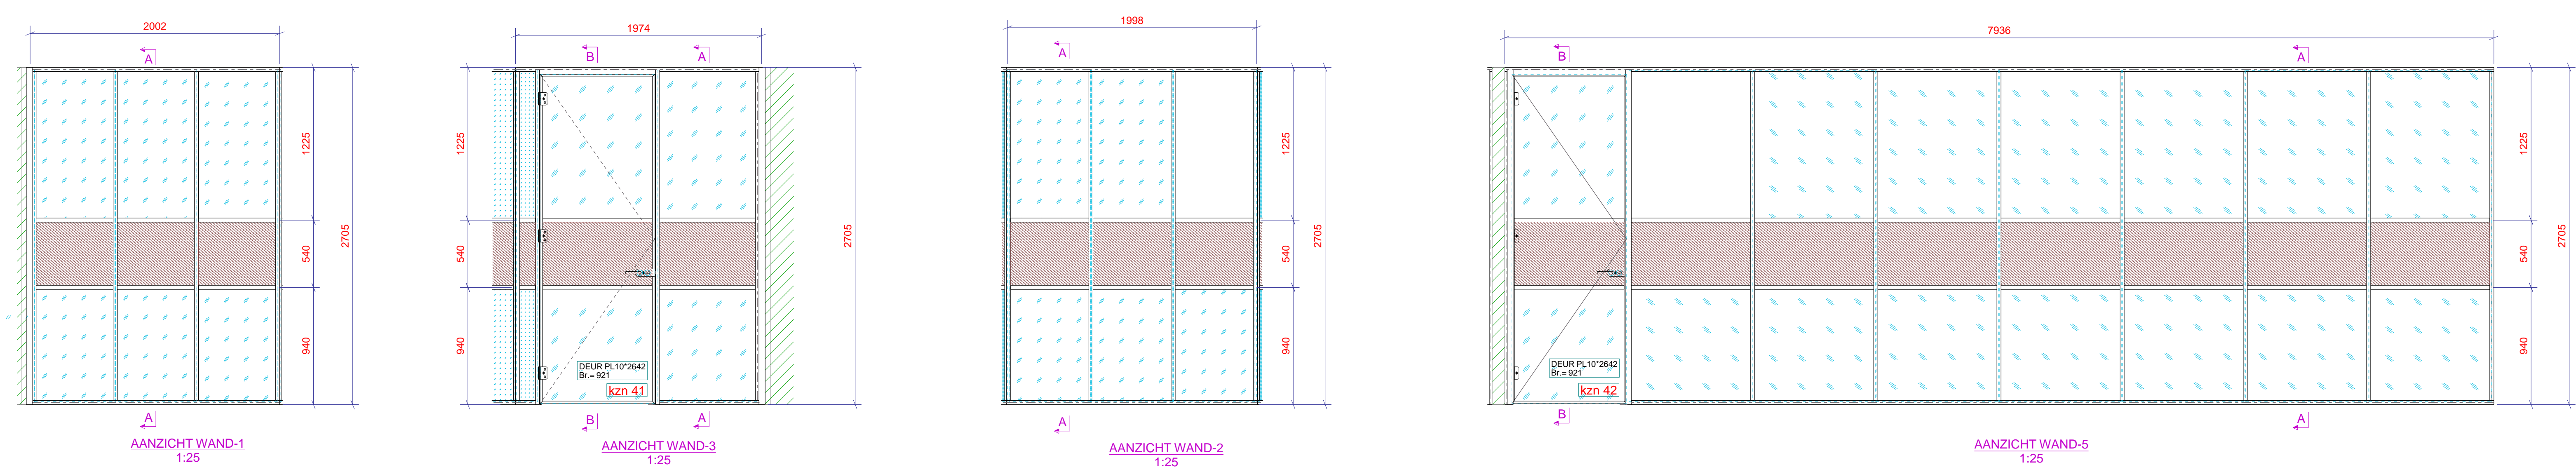 2002
A
1225
540
940
2705
A
AANZICHT WAND-1
1:25
1974
B
A
1225
540
940
2705
DEUR PL10*2642
Br.= 921
kzn 41
B
A
AANZICHT WAND-3
1:25
1998
A
1225
540
940
2705
A
AANZICHT WAND-2
1:25
7936
B
A
1225
540
940
2705
DEUR PL10*2642
Br.= 921
kzn 42
B
A
AANZICHT WAND-5
1:25